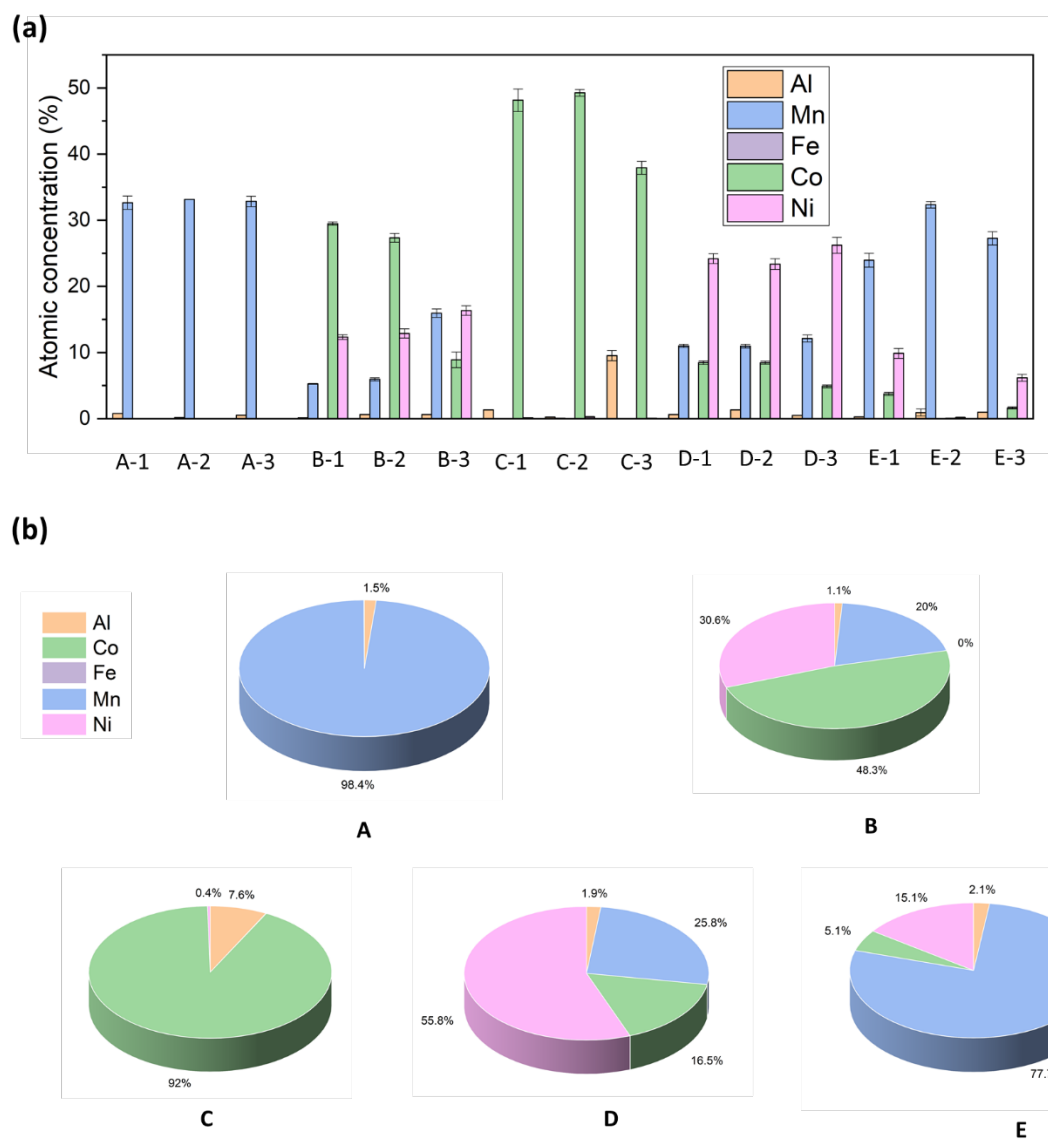 (a)
Atomic concentration (%)
50
40
30
20
10
0
Al
Mn
Fe
Co
Ni
A-1 A-2 A-3 B-1 B-2 B-3 C-1 C-2 C-3 D-1 D-2 D-3 E-1 E-2 E-3
(b)
Al
Co
Fe
Mn
Ni
1.5%
98.4%
A
1.1%
20%
0%
30.6%
48.3%
B
0.4% 7.6%
92%
C
1.9%
25.8%
55.8%
16.5%
D
2.1%
15.1%
5.1%
77.
E